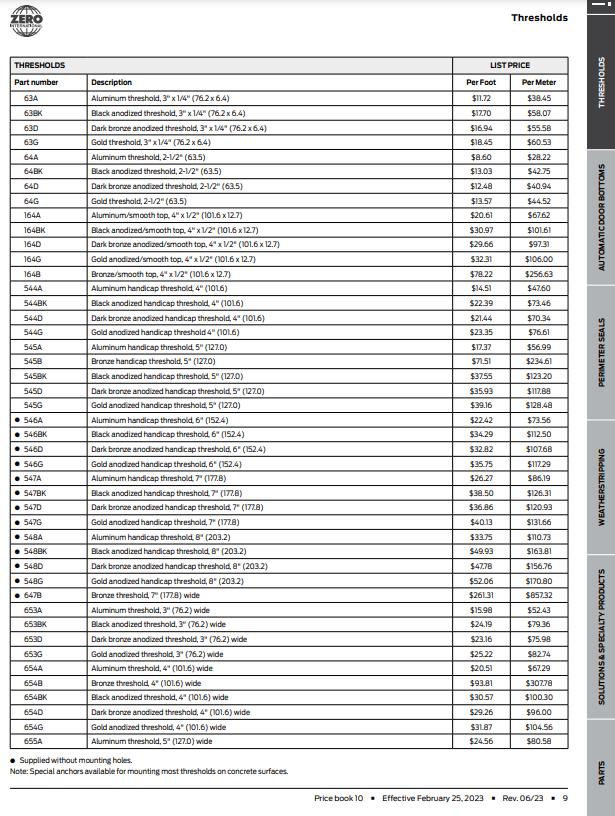 ZERO
INTERNATIONAL
Thresholds
THRESHOLDS LIST PRICE
Part number Description Per Foot Per Meter
63A Aluminum threshold, 3" x 1/4" (76.2 x 6.4) $11.72 $38.45
63BK Black anodized threshold, 3" x 1/4" (76.2 x 6.4) $17.70 $58.07
63D Dark bronze anodized threshold, 3" x 1/4" (76.2 x 6.4) $16.94 $55.58
63G Gold threshold, 3" x 1/4" (76.2 x 6.4) $18.45 $60.53
64A Aluminum threshold, 2-1/2" (63.5) $8.60 $28.22
64BK Black anodized threshold, 2-1/2" (63.5) $13.03 $42.75
64D Dark bronze anodized threshold, 2-1/2" (63.5) $12.48 $40.94
64G Gold threshold, 2-1/2" (63.5) $13.57 $44.52
164A Aluminum/smooth top, 4" x 1/2" (101.6 x 12.7) $20.61 $67.62
164BK Black anodized/smooth top, 4" x 1/2" (101.6 x 12.7) $30.97 $101.61
164D Dark bronze anodized/smooth top, 4" x 1/2" (101.6 x 12.7) $29.66 $97.31
164G Gold anodized/smooth top, 4" x 1/2" (101.6 x 12.7) $32.31 $106.00
164B Bronze/smooth top, 4" x 1/2" (101.6 x 12.7) $78.22 $256.63
544A Aluminum handicap threshold, 4" (101.6) $14.51 $47.60
544BK Black anodized handicap threshold, 4" (101.6) $22.39 $73.46
544D Dark bronze anodized handicap threshold, 4" (101.6) $21.44 $70.34
544G Gold anodized handicap threshold 4" (101.6) $23.35 $76.61
545A Aluminum handicap threshold, 5" (127.0) $17.37 $56.99
545B Bronze handicap threshold, 5" (127.0) $71.51 $234.61
545BK Black anodized handicap threshold, 5" (127.0) $37.55 $123.20
545D Dark bronze anodized handicap threshold, 5" (127.0) $35.93 $117.88
545G Gold anodized handicap threshold, 5" (127.0) $39.16 $128.48
● 546A Aluminum handicap threshold, 6" (152.4) $22.42 $73.56
● 546BK Black anodized handicap threshold, 6" (152.4) $34.29 $112.50
● 546D Dark bronze anodized handicap threshold, 6" (152.4) $32.82 $107.68
● 546G Gold anodized handicap threshold, 6" (152.4) $35.75 $117.29
● 547A Aluminum handicap threshold, 7" (177.8) $26.27 $86.19
● 547BK Black anodized handicap threshold, 7" (177.8) $38.50 $126.31
● 547D Dark bronze anodized handicap threshold, 7" (177.8) $36.86 $120.93
● 547G Gold anodized handicap threshold, 7" (177.8) $40.13 $131.66
● 548A Aluminum handicap threshold, 8" (203.2) $33.75 $110.73
● 548BK Black anodized handicap threshold, 8" (203.2) $49.93 $163.81
● 548D Dark bronze anodized handicap threshold, 8" (203.2) $47.78 $156.76
● 548G Gold anodized handicap threshold, 8" (203.2) $52.06 $170.80
● 647B Bronze threshold, 7" (177.8) wide $261.31 $857.32
653A Aluminum threshold, 3" (76.2) wide $15.98 $52.43
653BK Black anodized threshold, 3" (76.2) wide $24.19 $79.36
653D Dark bronze anodized threshold, 3" (76.2) wide $23.16 $75.98
653G Gold anodized threshold, 3" (76.2) wide $25.22 $82.74
654A Aluminum threshold, 4" (101.6) wide $20.51 $67.29
654B Bronze threshold, 4" (101.6) wide $93.81 $307.78
654BK Black anodized threshold, 4" (101.6) wide $30.57 $100.30
654D Dark bronze anodized threshold, 4" (101.6) wide $29.26 $96.00
654G Gold anodized threshold, 4" (101.6) wide $31.87 $104.56
655A Aluminum threshold, 5" (127.0) wide $24.56 $80.58
● Supplied without mounting holes.
Note: Special anchors available for mounting most thresholds on concrete surfaces.
Price book 10 ▪ Effective February 25, 2023 ▪ Rev. 06/23 ▪ 9
THRESHOLDS
AUTOMATIC DOOR BOTTOMS
PERIMETER SEALS
WEATHERSTRIPPING
SOLUTIONS & SPECIALTY PRODUCTS
PARTS